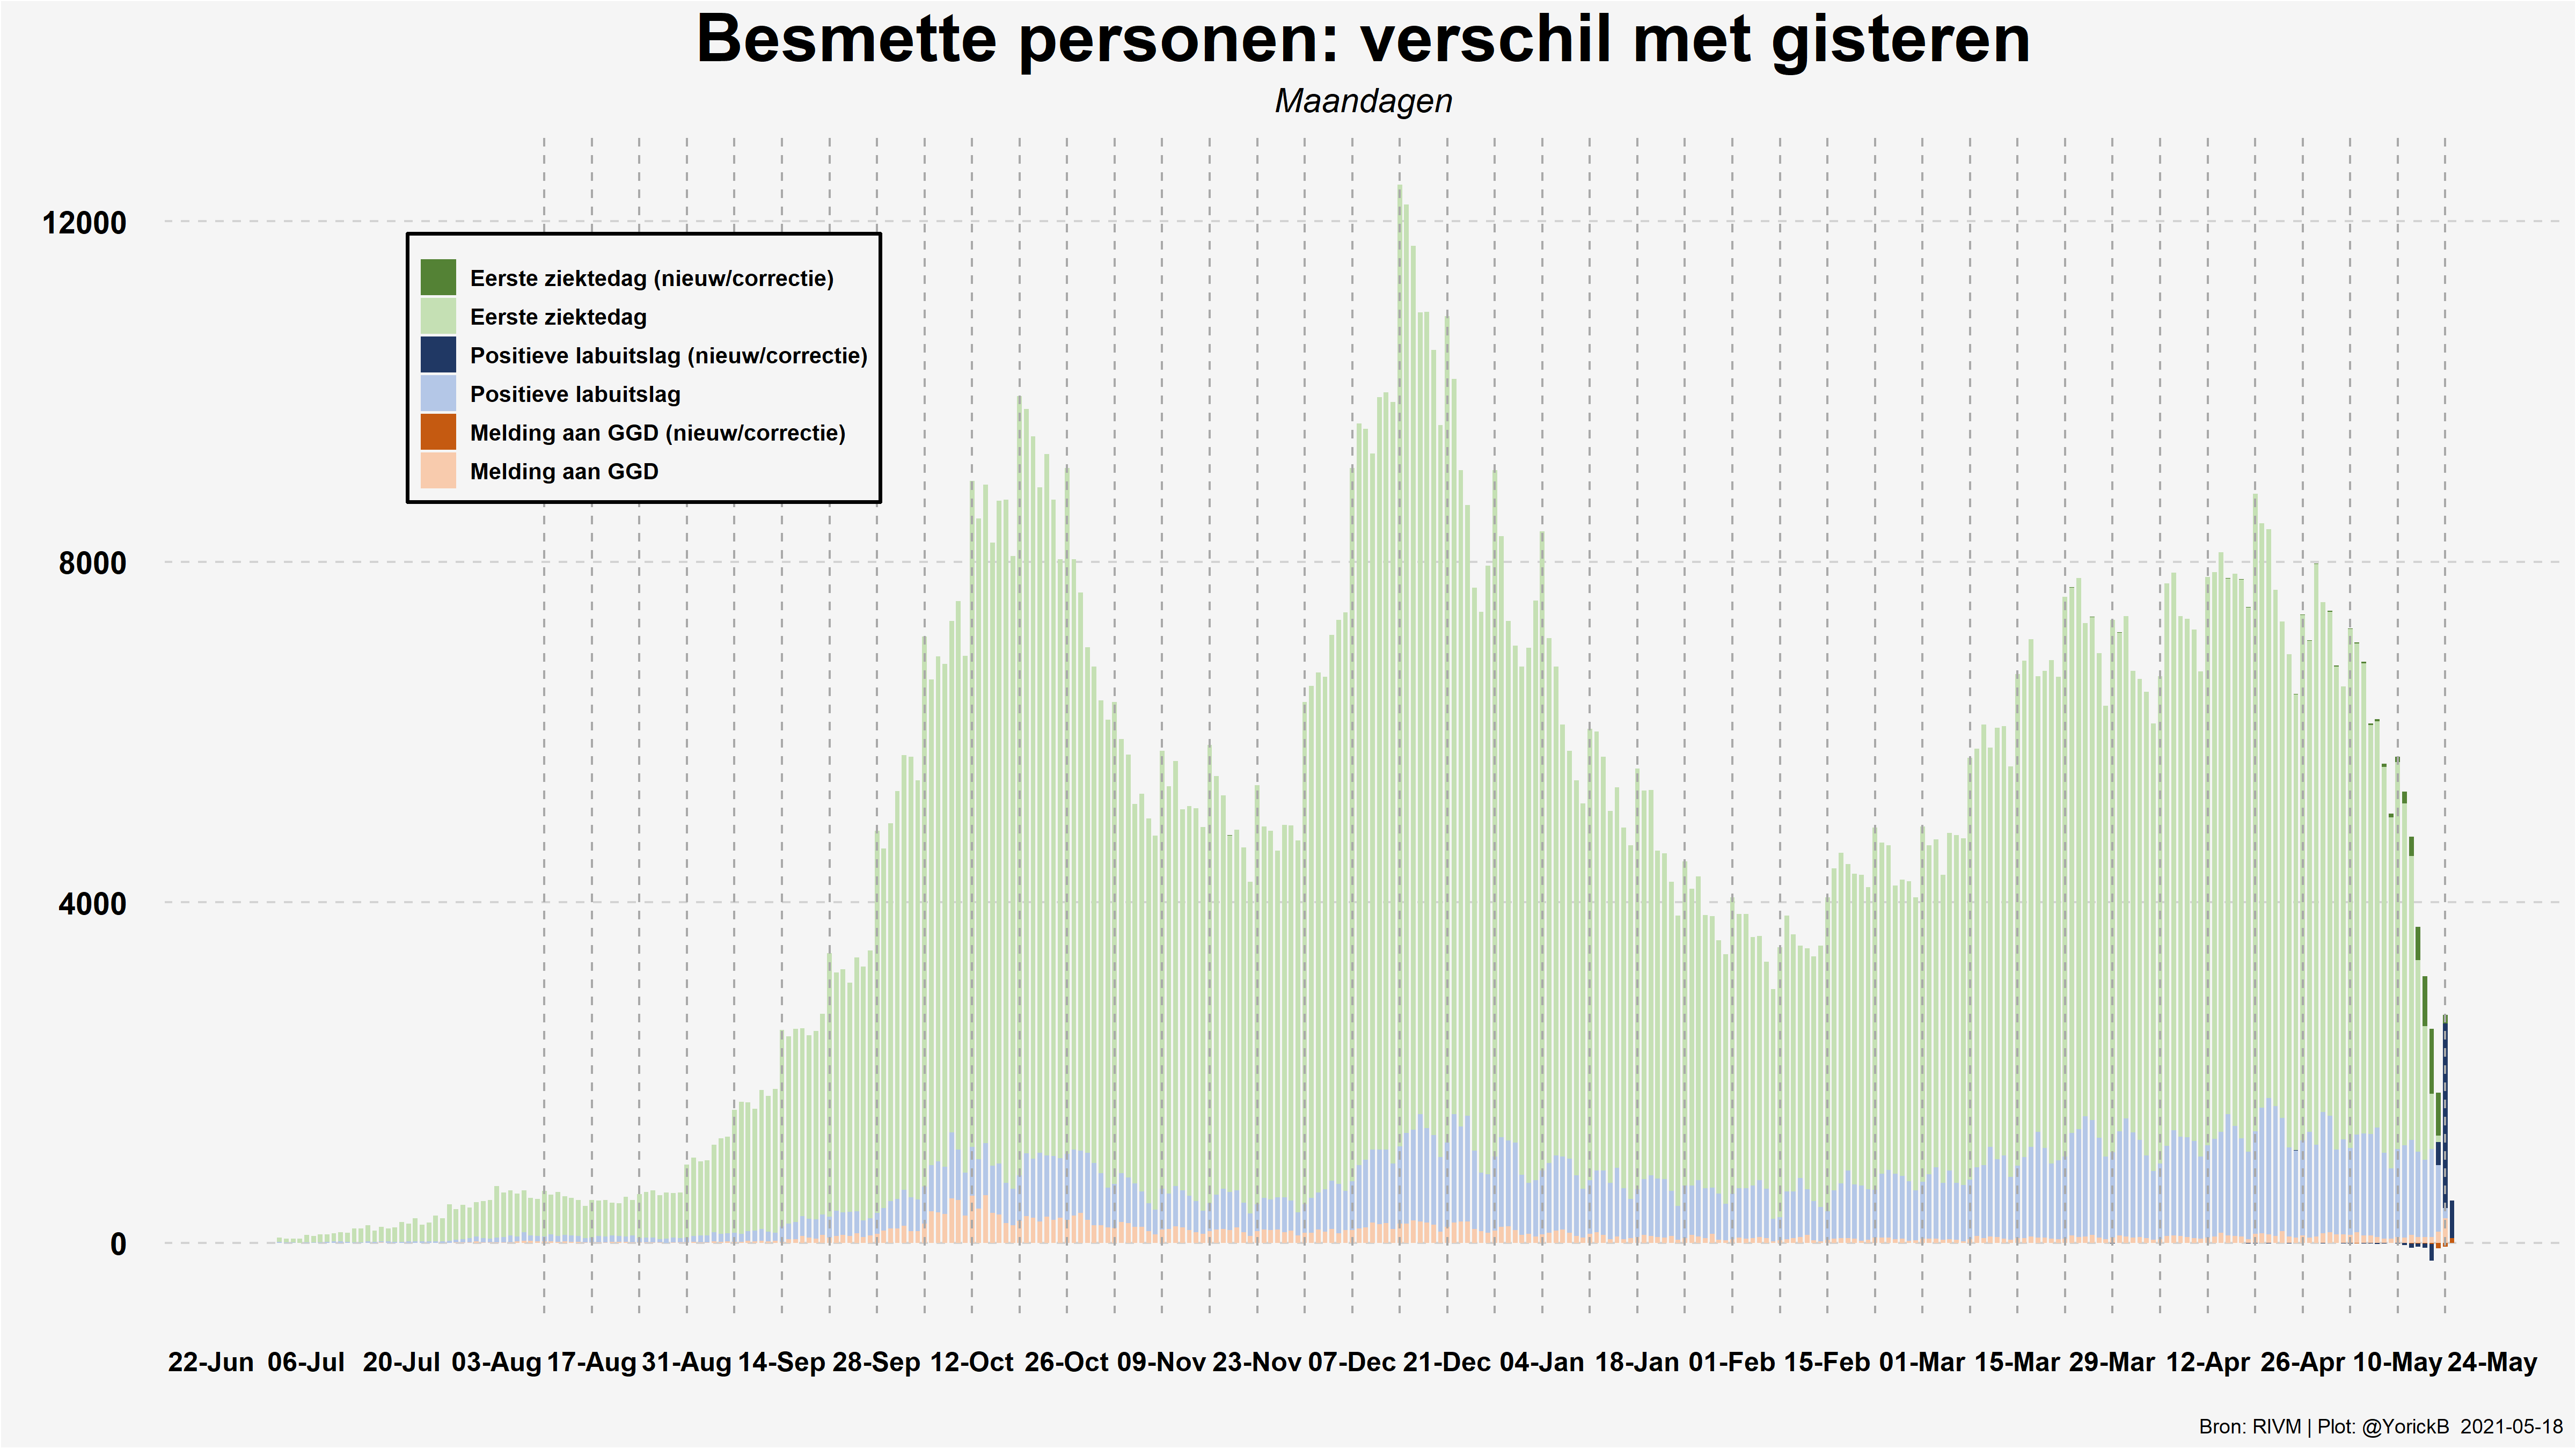 Besmette personen: verschil met gisteren
Maandagen
12000
8000
4000
0
Eerste ziektedag (nieuw/correctie)
Eerste ziektedag
Positieve labuitslag (nieuw/correctie)
Positieve labuitslag
Melding aan GGD (nieuw/correctie)
Melding aan GGD
22-Jun 06-Jul 20-Jul 03-Aug 17-Aug 31-Aug 14-Sep 28-Sep 12-Oct 26-Oct 09-Nov 23-Nov 07-Dec 21-Dec 04-Jan 18-Jan 01-Feb 15-Feb 01-Mar 15-Mar 29-Mar 12-Apr 26-Apr 10-May 24-May
Bron: RIVM | Plot: @YorickB 2021-05-18